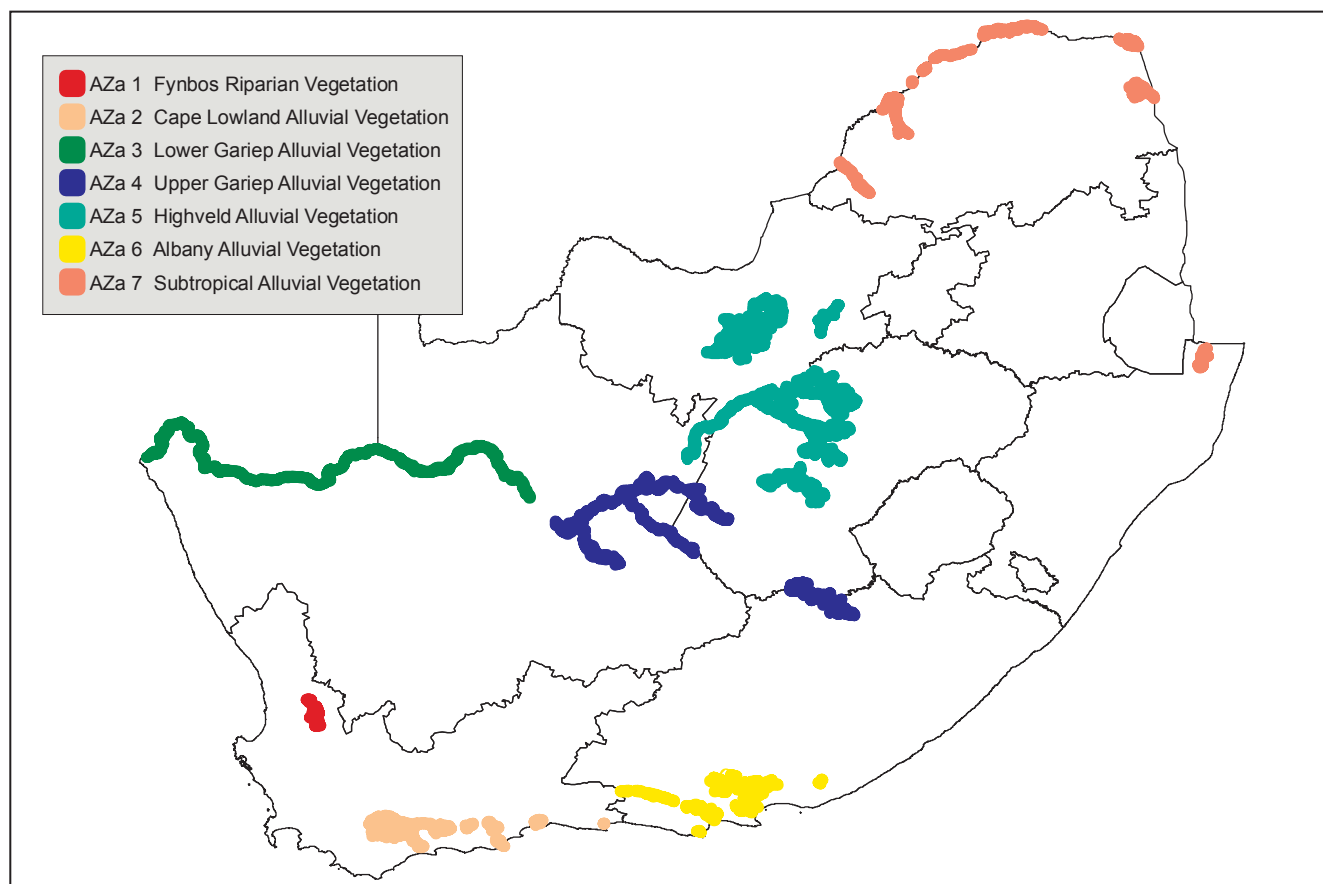 AZa 1 Fynbos Riparian Vegetation
AZa 2 Cape Lowland Alluvial Vegetation
AZa 3 Lower Gariep Alluvial Vegetation
AZa 4 Upper Gariep Alluvial Vegetation
AZa 5 Highveld Alluvial Vegetation
AZa 6 Albany Alluvial Vegetation
AZa 7 Subtropical Alluvial Vegetation